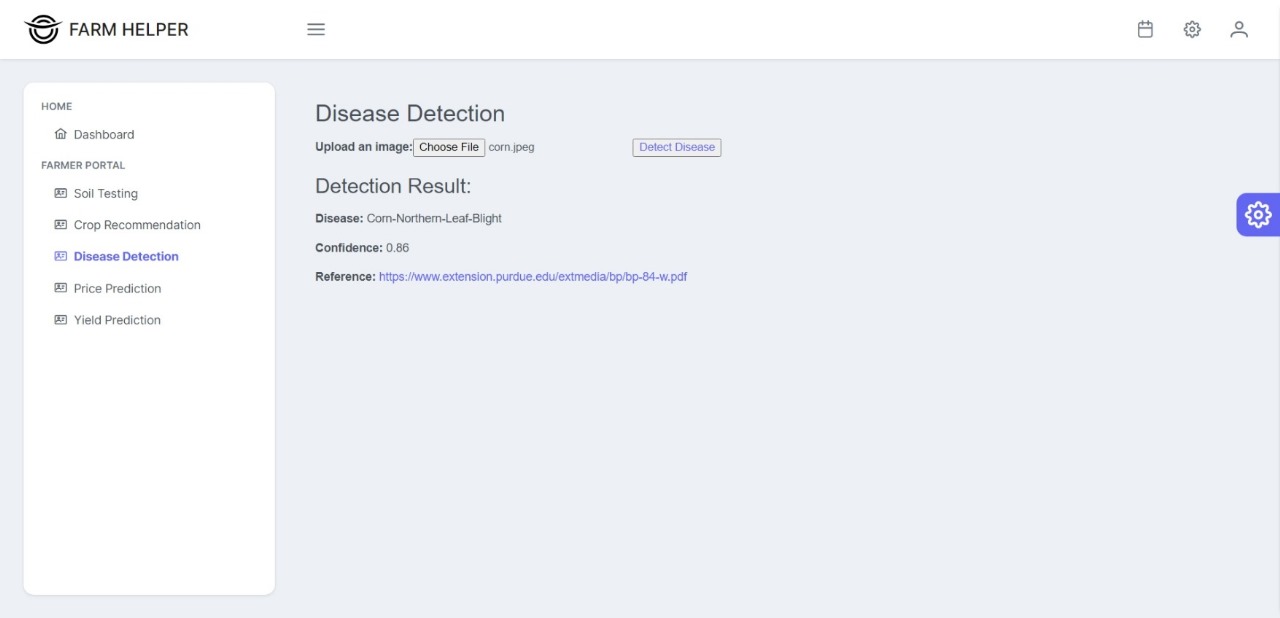 FARM HELPER
HOME
Dashboard
FARMER PORTAL
Soil Testing
Crop Recommendation
Disease Detection
Price Prediction
Yield Prediction
Disease Detection
Upload an image: Choose File corn.jpeg Detect Disease
Detection Result:
Disease: Corn-Northern-Leaf-Blight
Confidence: 0.86
Reference: https://www.extension.purdue.edu/extmedia/bp/bp-84-w.pdf